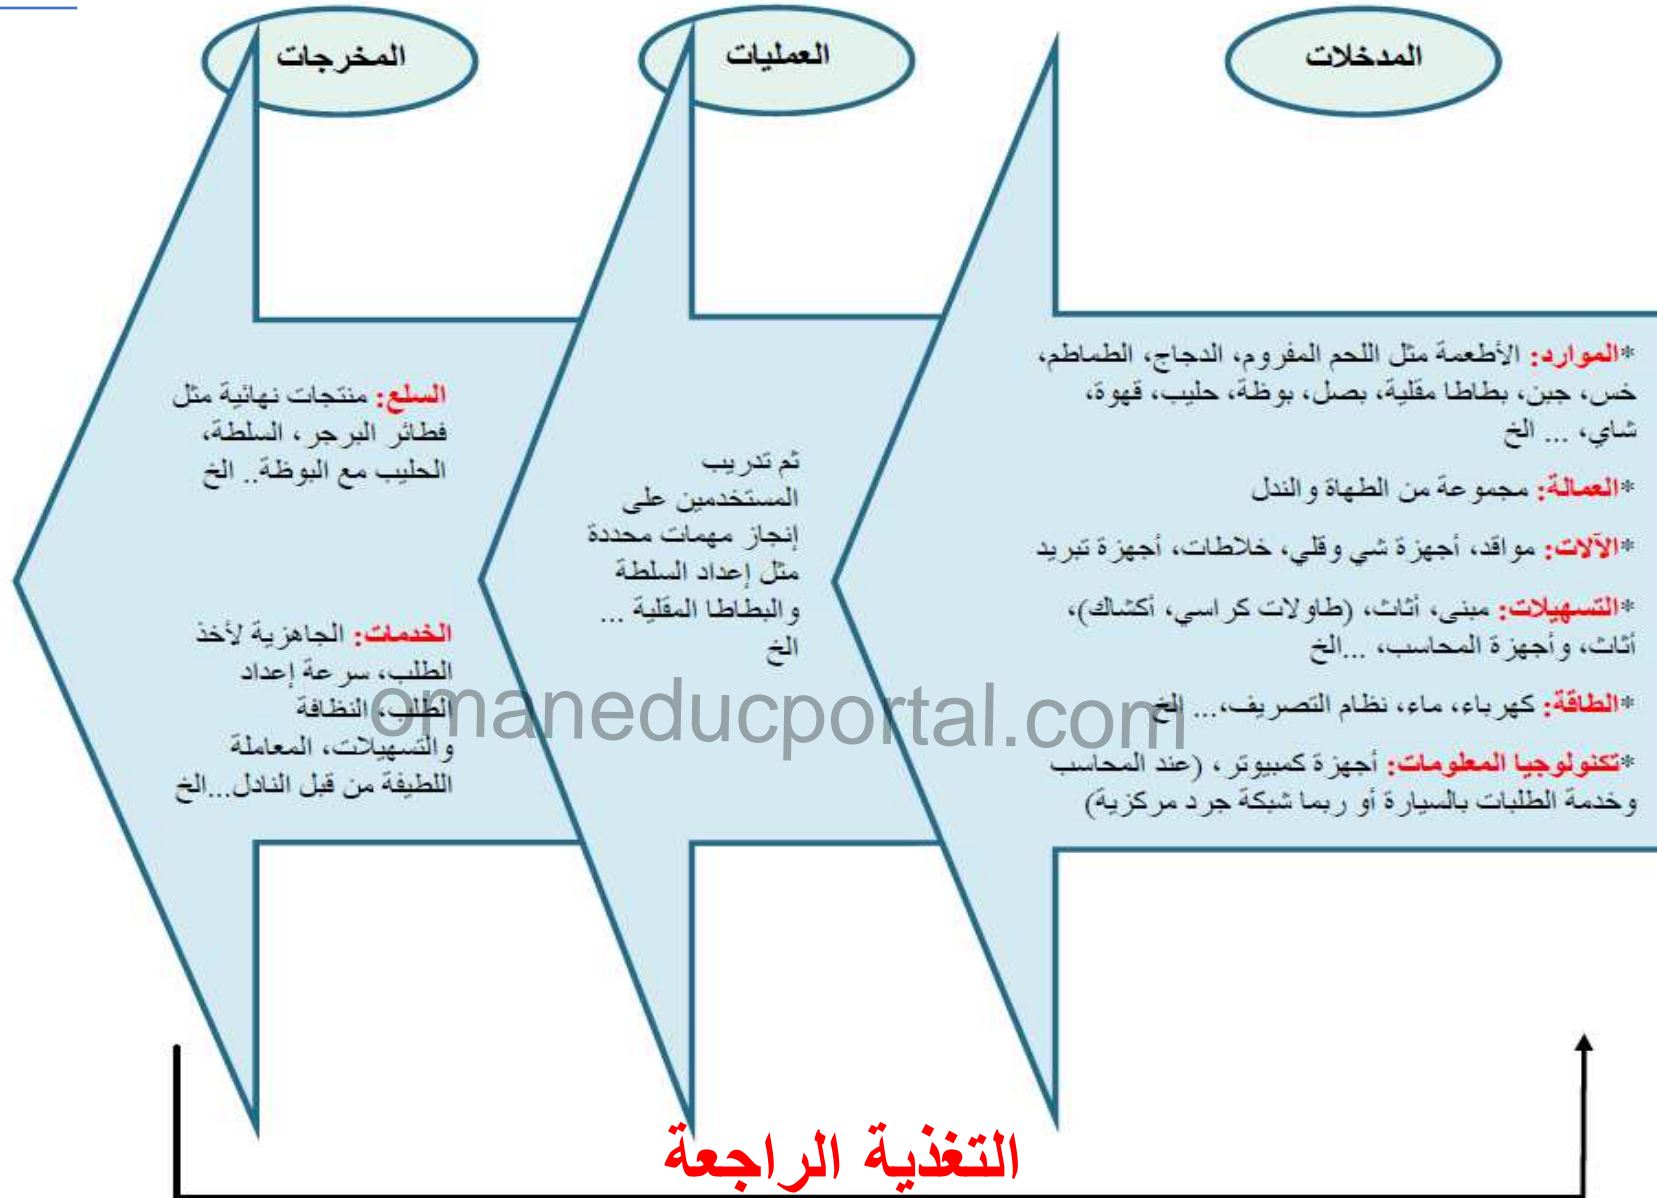 المدخلات
العمليات
المخرجات
*الموارد: الأطعمة مثل اللحم المفروم، الدجاج، الطماطم،
خس، جبن، بطاطا مقلية، بصل، بوظة، حليب، قهوة،
شاي، ... الخ
*العمالة: مجموعة من الطهاة والندل
*الآلات: مواقد، أجهزة شي وقلي، خلاطات، أجهزة تبريد
*التسهيلات: مبنى، أثاث، (طاولات كراسي، أكشاك)،
أثاث، وأجهزة المحاسب، ...الخ
*الطاقة: كهرباء، ماء، نظام التصريف،... الخ
*تكنولوجيا المعلومات: أجهزة كمبيوتر، (عند المحاسب
وخدمة الطلبات بالسيارة أو ربما شبكة جرد مركزية)
ثم تدريب
المستخدمين على
إنجاز مهمات محددة
مثل إعداد السلطة
والبطاطا المقلية ...
الخ
السلع: منتجات نهائية مثل
فطائر البرجر، السلطة،
الحليب مع البوظة.. الخ
الخدمات: الجاهزية لأخذ
الطلب، سرعة إعداد
الطلب، النظافة
والتسهيلات، المعاملة
اللطيفة من قبل النادل...الخ
omaneducportal.com
التغذية الراجعة